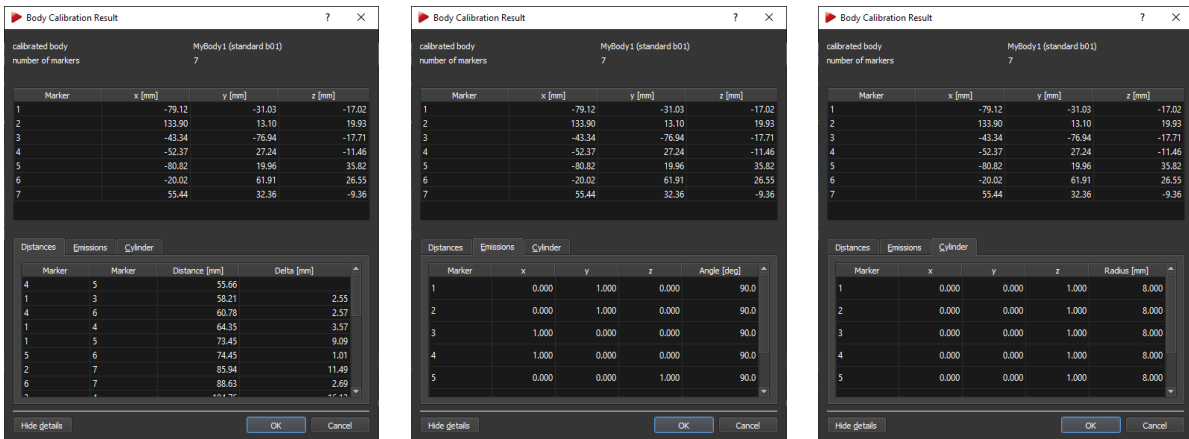 Body Calibration Result ? ×
calibrated body MyBody1 (standard b01)
number of markers 7
Marker x [mm] y [mm] z [mm]
1 -79.12 -31.03 -17.02
2 133.90 13.10 19.93
3 -43.34 -76.94 -17.71
4 -52.37 27.24 -11.46
5 -80.82 19.96 35.82
6 -20.02 61.91 26.55
7 55.44 32.36 -9.36
Distances Emissions Cylinder
Marker Marker Distance [mm] Delta [mm]
4 5 55.66
1 3 58.21 2.55
4 6 60.78 2.57
1 4 64.35 3.57
1 5 73.45 9.09
5 6 74.45 1.01
2 7 85.94 11.49
6 7 88.63 2.69
Hide details OK Cancel
Body Calibration Result ? ×
calibrated body MyBody1 (standard b01)
number of markers 7
Marker x [mm] y [mm] z [mm]
1 -79.12 -31.03 -17.02
2 133.90 13.10 19.93
3 -43.34 -76.94 -17.71
4 -52.37 27.24 -11.46
5 -80.82 19.96 35.82
6 -20.02 61.91 26.55
7 55.44 32.36 -9.36
Distances Emissions Cylinder
Marker x y z Angle [deg]
1 0.000 1.000 0.000 90.0
2 0.000 1.000 0.000 90.0
3 1.000 0.000 0.000 90.0
4 1.000 0.000 0.000 90.0
5 0.000 0.000 1.000 90.0
Hide details OK Cancel
Body Calibration Result ? ×
calibrated body MyBody1 (standard b01)
number of markers 7
Marker x [mm] y [mm] z [mm]
1 -79.12 -31.03 -17.02
2 133.90 13.10 19.93
3 -43.34 -76.94 -17.71
4 -52.37 27.24 -11.46
5 -80.82 19.96 35.82
6 -20.02 61.91 26.55
7 55.44 32.36 -9.36
Distances Emissions Cylinder
Marker x y z Radius [mm]
1 0.000 0.000 1.000 8.000
2 0.000 0.000 1.000 8.000
3 0.000 0.000 1.000 8.000
4 0.000 0.000 1.000 8.000
5 0.000 0.000 1.000 8.000
Hide details OK Cancel